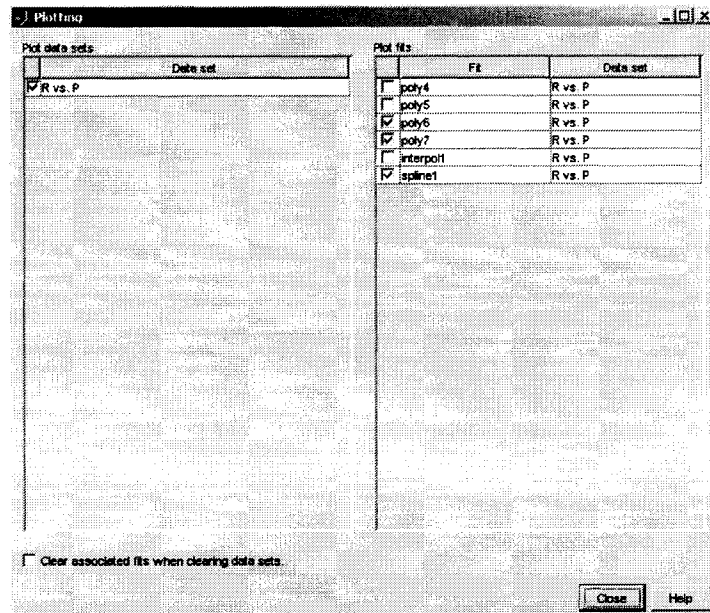 Plotting
Plot data sets
Data set
R vs. P
Plot fits
Fit Data set
poly4 R vs. P
poly5 R vs. P
poly6 R vs. P
poly7 R vs. P
interpol1 R vs. P
spline1 R vs. P
Clear associated fits when clearing data sets.
Close Help